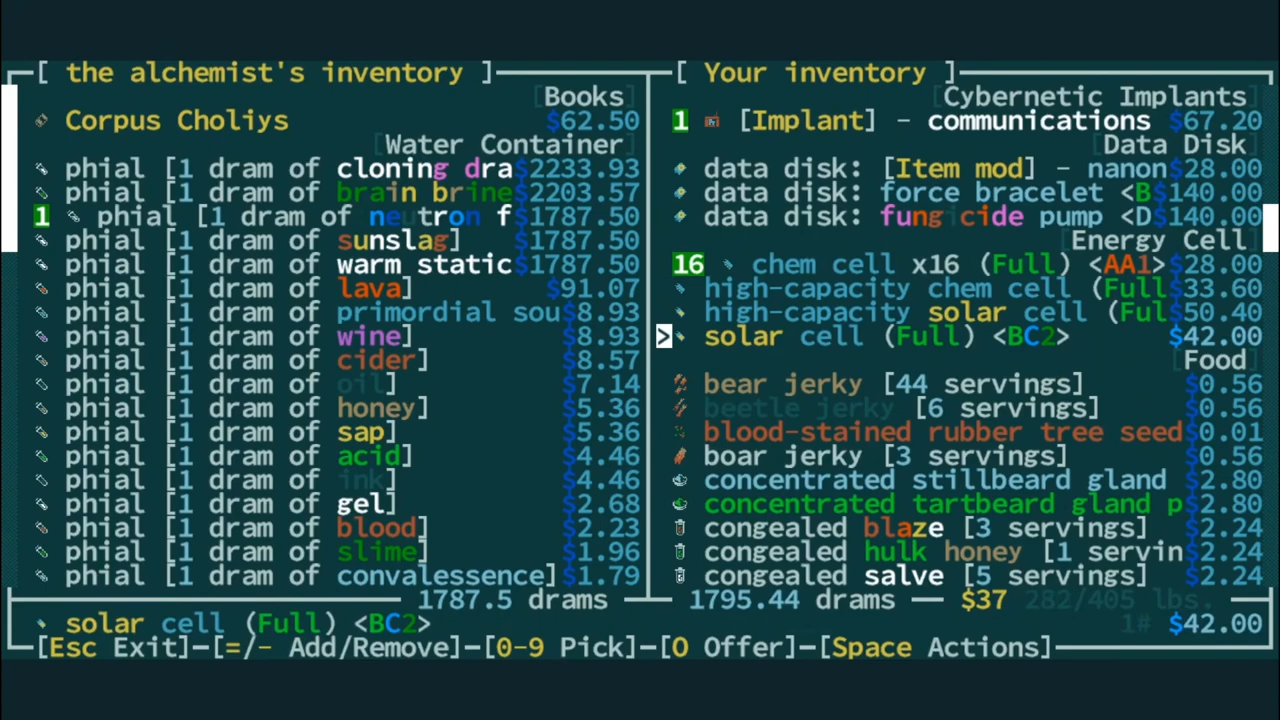 [ the alchemist's inventory ]
[Books]
Corpus Choliys $62.50
[Water Container]
phial [1 dram of cloning dra$2233.93
phial [1 dram of brain brine$2203.57
1 phial [1 dram of neutron f$1787.50
phial [1 dram of sunslag] $1787.50
phial [1 dram of warm static$1787.50
phial [1 dram of lava] $91.07
phial [1 dram of primordial sou$8.93
phial [1 dram of wine] $8.93
phial [1 dram of cider] $8.57
phial [1 dram of oil] $7.14
phial [1 dram of honey] $5.36
phial [1 dram of sap] $5.36
phial [1 dram of acid] $4.46
phial [1 dram of ink] $4.46
phial [1 dram of gel] $2.68
phial [1 dram of blood] $2.23
phial [1 dram of slime] $1.96
phial [1 dram of convalessence] $1.79
1787.5 drams
[ Your inventory ]
[Cybernetic Implants]
1 [Implant] - communications $67.20
[Data Disk]
data disk: [Item mod] - nanon$28.00
data disk: force bracelet <B$140.00
data disk: fungicide pump <D$140.00
[Energy Cell]
16 chem cell x16 (Full) <AA1>$28.00
high-capacity chem cell (Full$33.60
high-capacity solar cell (Ful$50.40
> solar cell (Full) <BC2> $42.00
[Food]
bear jerky [44 servings] $0.56
beetle jerky [6 servings] $0.56
blood-stained rubber tree seed$0.01
boar jerky [3 servings] $0.56
concentrated stillbeard gland $2.80
concentrated tartbeard gland p$2.80
congealed blaze [3 servings] $2.24
congealed hulk honey [1 servin$2.24
congealed salve [5 servings] $2.24
1795.44 drams — $37 282/405 lbs.
solar cell (Full) <BC2> 1# $42.00
[Esc Exit]-[=/- Add/Remove]-[0-9 Pick]-[O Offer]-[Space Actions]